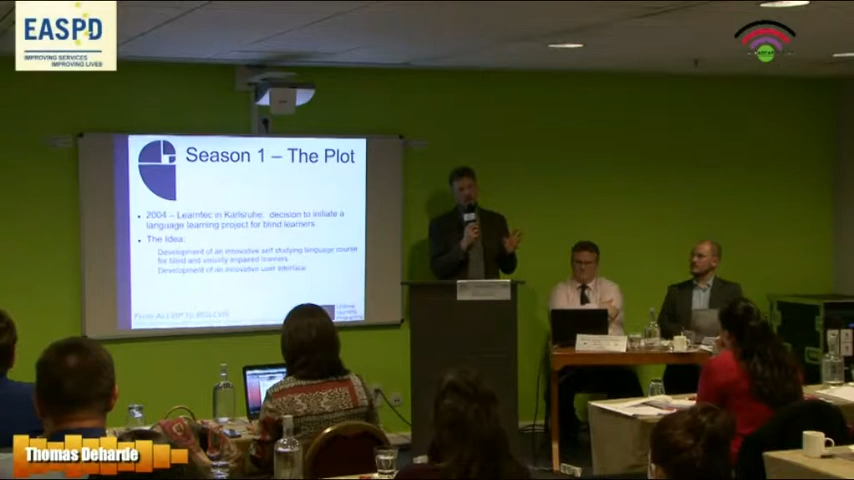 EASPD
IMPROVING SERVICES
IMPROVING LIVES
Season 1 – The Plot
• 2004 – Learntec in Karlsruhe: decision to initiate a
language learning project for blind learners.
• The Idea:
Development of an innovative self studying language course
for blind and visually impaired learners.
Development of an innovative user interface.
Thomas Deharde